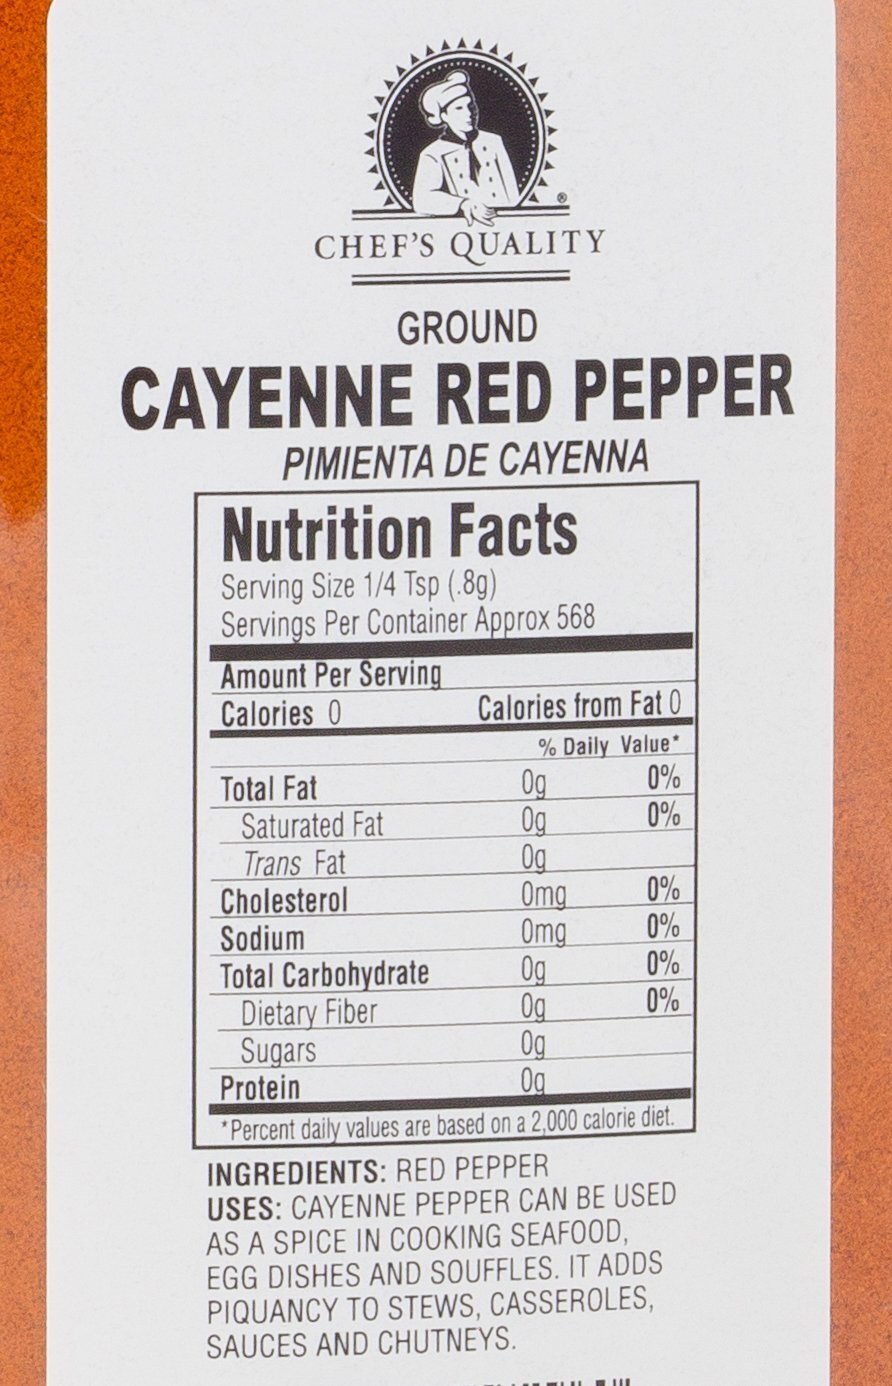 ®
CHEF'S QUALITY
GROUND
CAYENNE RED PEPPER
PIMIENTA DE CAYENNA
Nutrition Facts
Serving Size 1/4 Tsp (.8g)
Servings Per Container Approx 568
Amount Per Serving
Calories 0 Calories from Fat 0
% Daily Value*
Total Fat 0g 0%
Saturated Fat 0g 0%
Trans Fat 0g
Cholesterol 0mg 0%
Sodium 0mg 0%
Total Carbohydrate 0g 0%
Dietary Fiber 0g 0%
Sugars 0g
Protein 0g
*Percent daily values are based on a 2,000 calorie diet.
INGREDIENTS: RED PEPPER
USES: CAYENNE PEPPER CAN BE USED
AS A SPICE IN COOKING SEAFOOD,
EGG DISHES AND SOUFFLES. IT ADDS
PIQUANCY TO STEWS, CASSEROLES,
SAUCES AND CHUTNEYS.